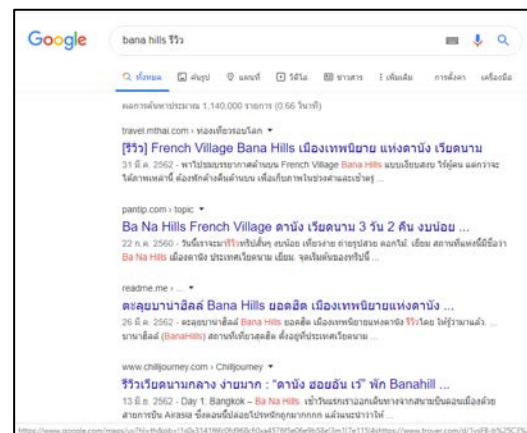 Google
bana hills รีวิว
ทั้งหมด ค้นรูป แผนที่ วิดีโอ ข่าวสาร เพิ่มเติม การตั้งค่า เครื่องมือ
ผลการค้นหาประมาณ 1,140,000 รายการ (0.66 วินาที)
travel.mthai.com › ท่องเที่ยวรอบโลก
[รีวิว] French Village Bana Hills เมืองเทพนิยาย แห่งดานัง เวียดนาม
31 มี.ค. 2562 - พาไปชมบรรยากาศด้านบน French Village Bana Hills แบบเงียบสงบ ไร้ผู้คน แต่กว่าจะ
ได้ภาพเหล่านี้ ต้องพักค้างคืนด้านบน เพื่อเก็บภาพในช่วงค่ำและเช้าตรู่ ...
pantip.com › topic
Ba Na Hills French Village ดานัง เวียดนาม 3 วัน 2 คืน งบน้อย ...
22 ก.ค. 2560 - วันนี้เราจะมารีวิวทริปสั้นๆ งบน้อย เที่ยวง่าย ถ่ายรูปสวย ดอกไม้. เยี่ยม สถานที่แห่งนี้มีชื่อว่า
Ba Na Hills เมืองดานัง ประเทศเวียดนาม เยี่ยม. จุดเริ่มต้นของทริปนี้ ...
readme.me › ...
ตะลุยบาน่าฮิลล์ Bana Hills ยอดฮิต เมืองเทพนิยายแห่งดานัง ...
26 มี.ค. 2562 - ตะลุยบาน่าฮิลล์ Bana Hills ยอดฮิต เมืองเทพนิยายแห่งดานัง รีวิวโดย ให้รู้ว่ามาแล้ว. ...
บาน่าฮิลล์ (BanaHills) สถานที่เที่ยวสุดฮิต ตั้งอยู่ที่ประเทศเวียดนาม ...
www.chilljourney.com › Chilljourney
รีวิวเวียดนามกลาง ง่ายมาก : "ดานัง ฮอยอัน เว้" พัก Banahill ...
13 มิ.ย. 2562 - Day 1: Bangkok – Ba Na Hills. เช้าวันแรกเราออกเดินทางจากสนามบินดอนเมืองด้วย
สายการบิน Airasia ซึ่งตอนนี้ปล่อยโปรหนักถูกมากกกก แล้วแนะนำว่าให้ ...